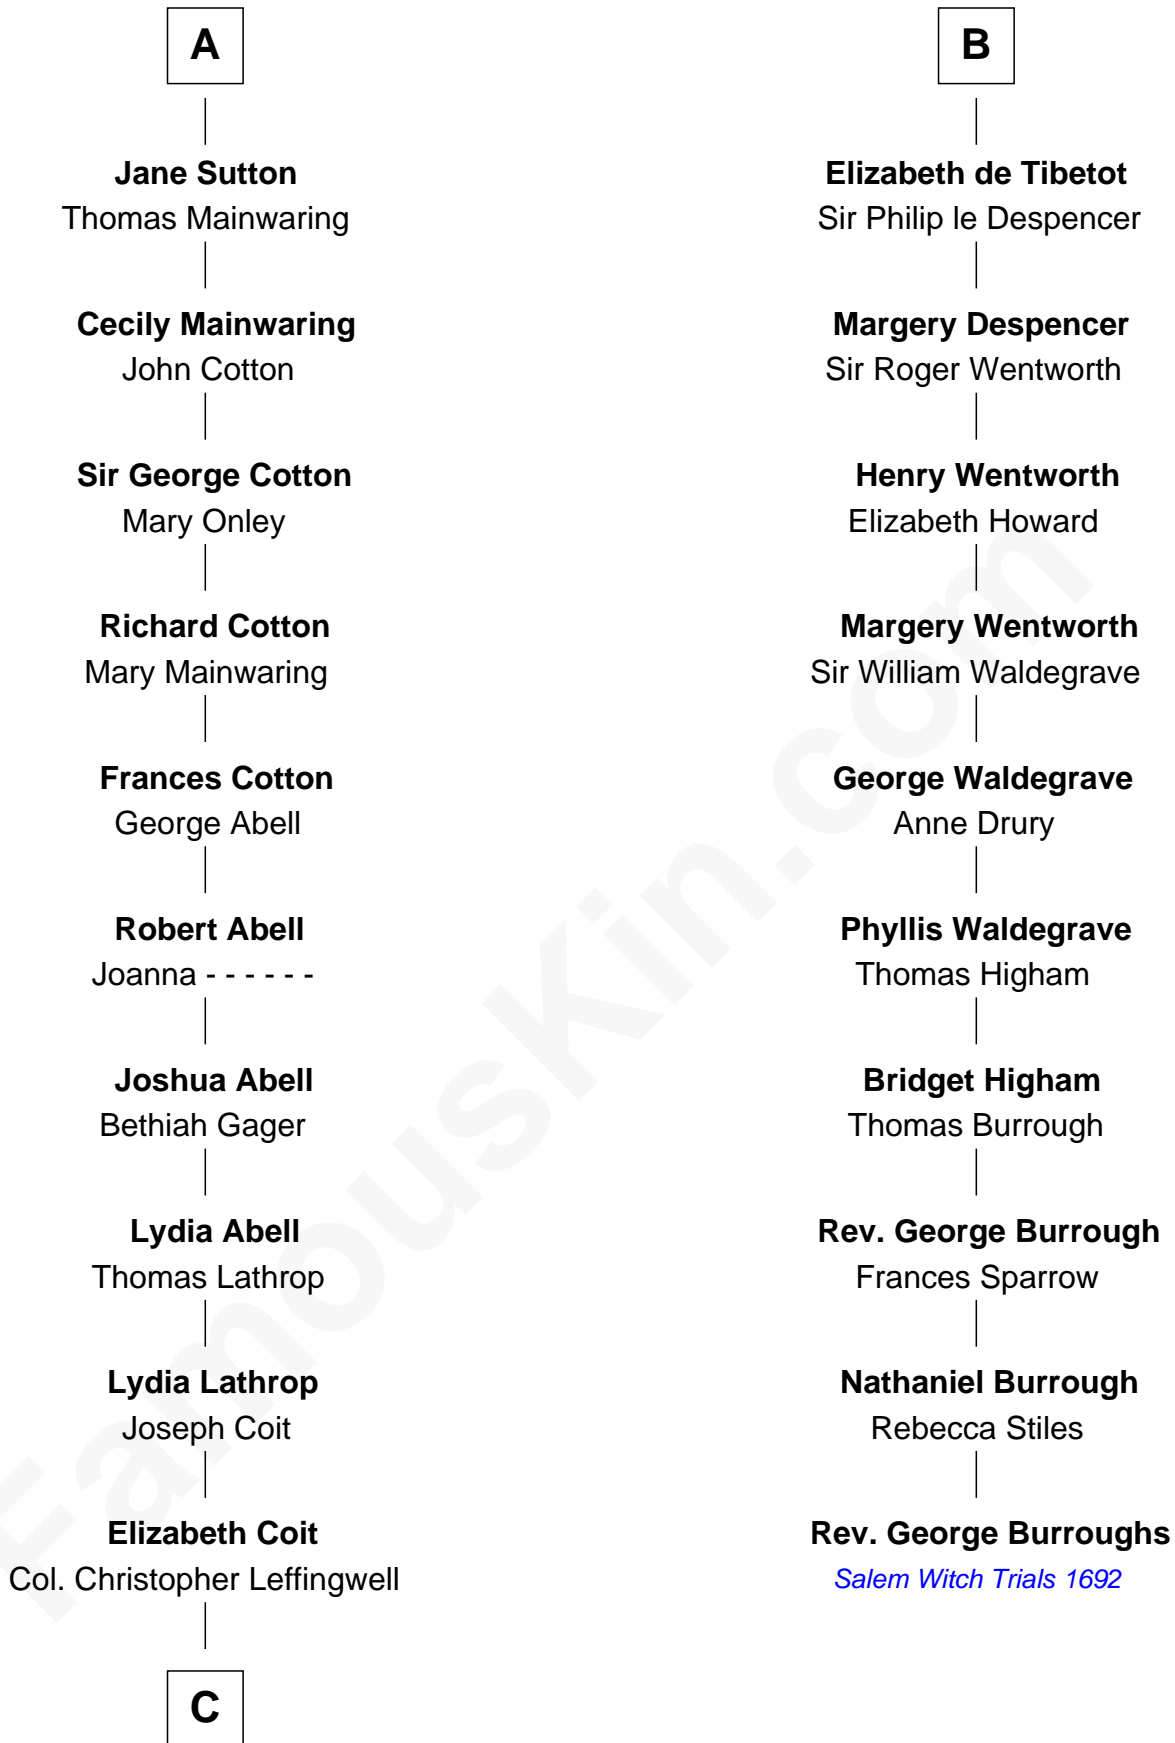 A
Jane Sutton
Thomas Mainwaring
Cecily Mainwaring
John Cotton
Sir George Cotton
Mary Onley
Richard Cotton
Mary Mainwaring
Frances Cotton
George Abell
Robert Abell
Joanna - - - - - -
Joshua Abell
Bethiah Gager
Lydia Abell
Thomas Lathrop
Lydia Lathrop
Joseph Coit
Elizabeth Coit
Col. Christopher Leffingwell
C
B
Elizabeth de Tibetot
Sir Philip le Despencer
Margery Despencer
Sir Roger Wentworth
Henry Wentworth
Elizabeth Howard
Margery Wentworth
Sir William Waldegrave
George Waldegrave
Anne Drury
Phyllis Waldegrave
Thomas Higham
Bridget Higham
Thomas Burrough
Rev. George Burrough
Frances Sparrow
Nathaniel Burrough
Rebecca Stiles
Rev. George Burroughs
Salem Witch Trials 1692
FamousKin.com